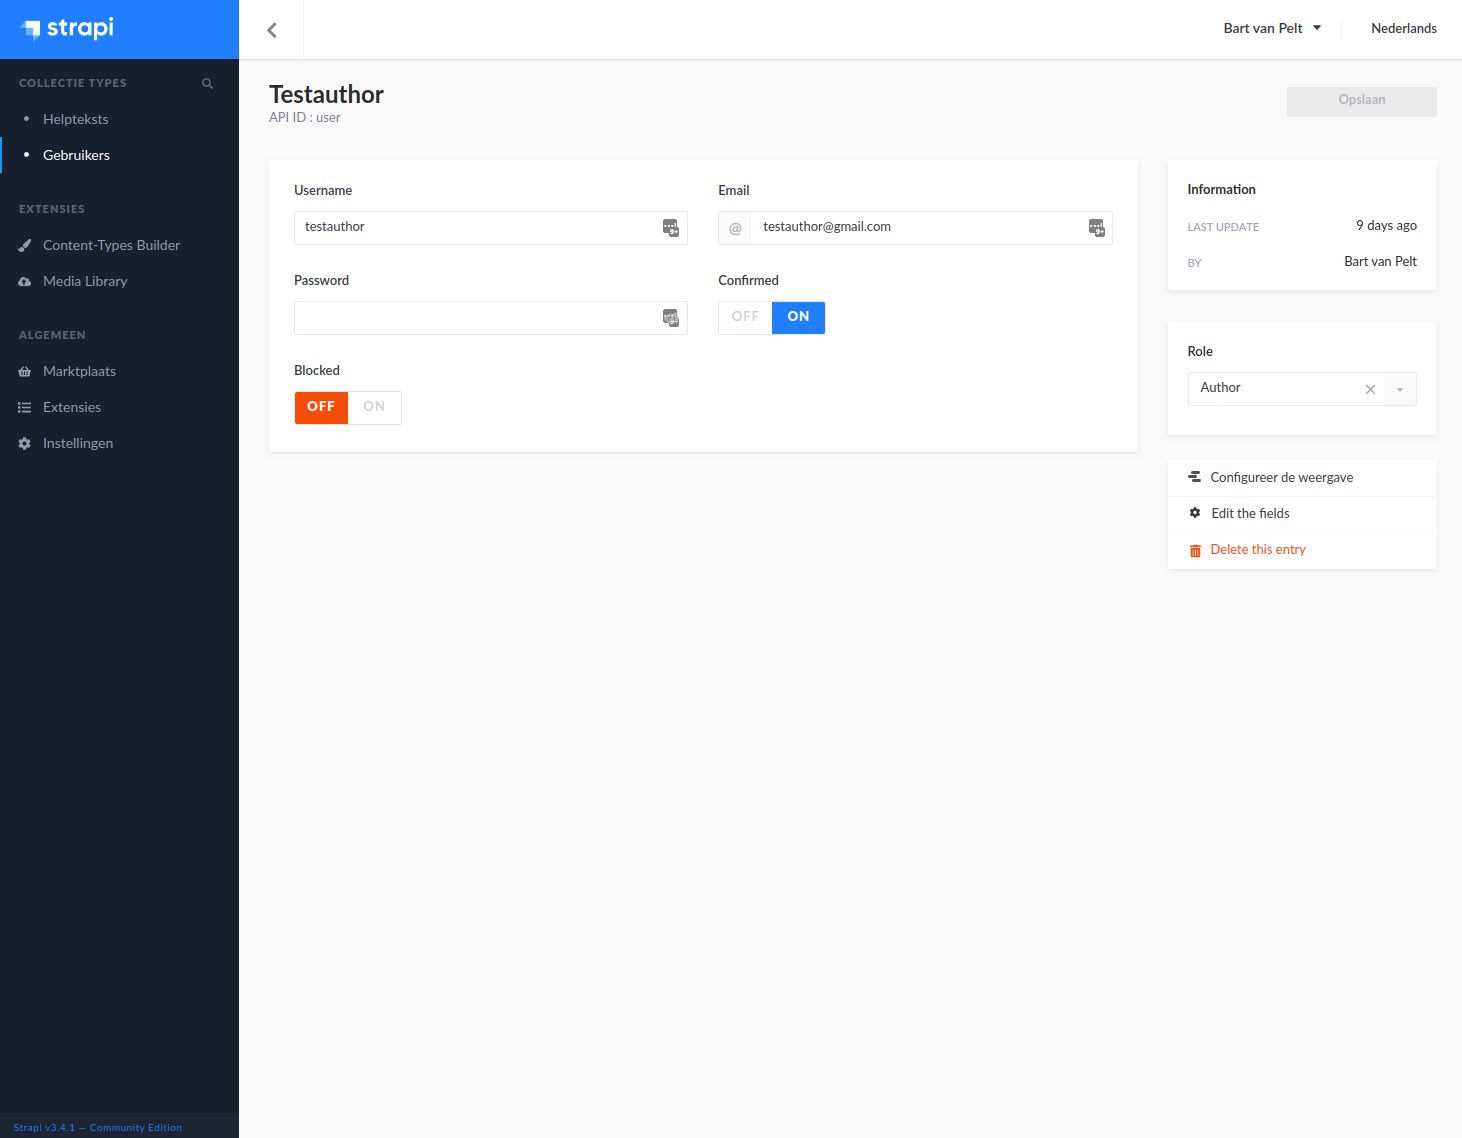 strapi
Bart van Pelt
Nederlands
COLLECTIE TYPES
Helpteksts
Gebruikers
EXTENSIES
Content-Types Builder
Media Library
ALGEMEEN
Marktplaats
Extensies
Instellingen
Strapi v3.4.1 — Community Edition
Testauthor
API ID : user
Opslaan
Username
testauthor
9+
Email
@ testauthor@gmail.com
9+
Password
Confirmed
OFF ON
Blocked
OFF ON
Information
LAST UPDATE 9 days ago
BY Bart van Pelt
Role
Author
Configureer de weergave
Edit the fields
Delete this entry